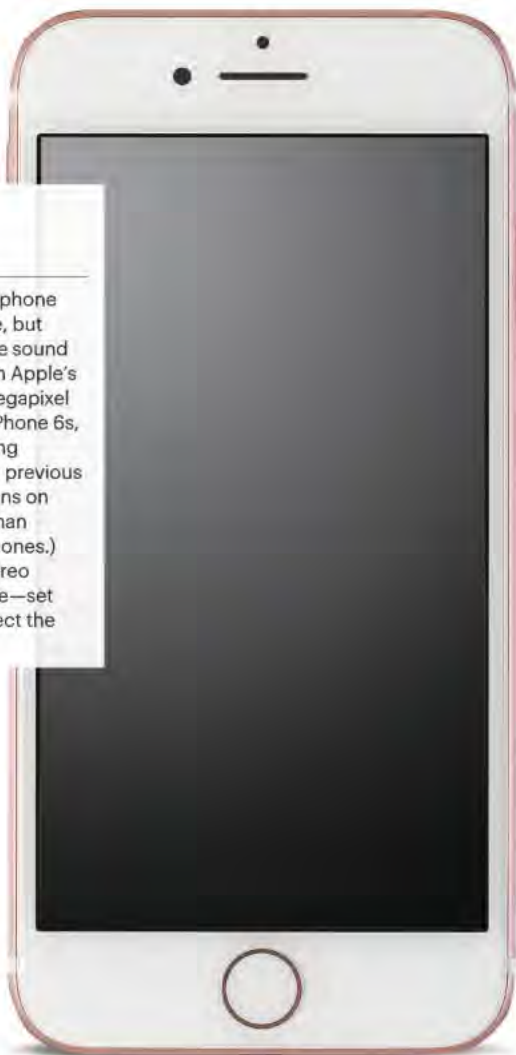 phone
, but
sound
Apple's
egapixel
Phone 6s,
ng
previous
ns on
han
ones.)
reo
e—set
ect the